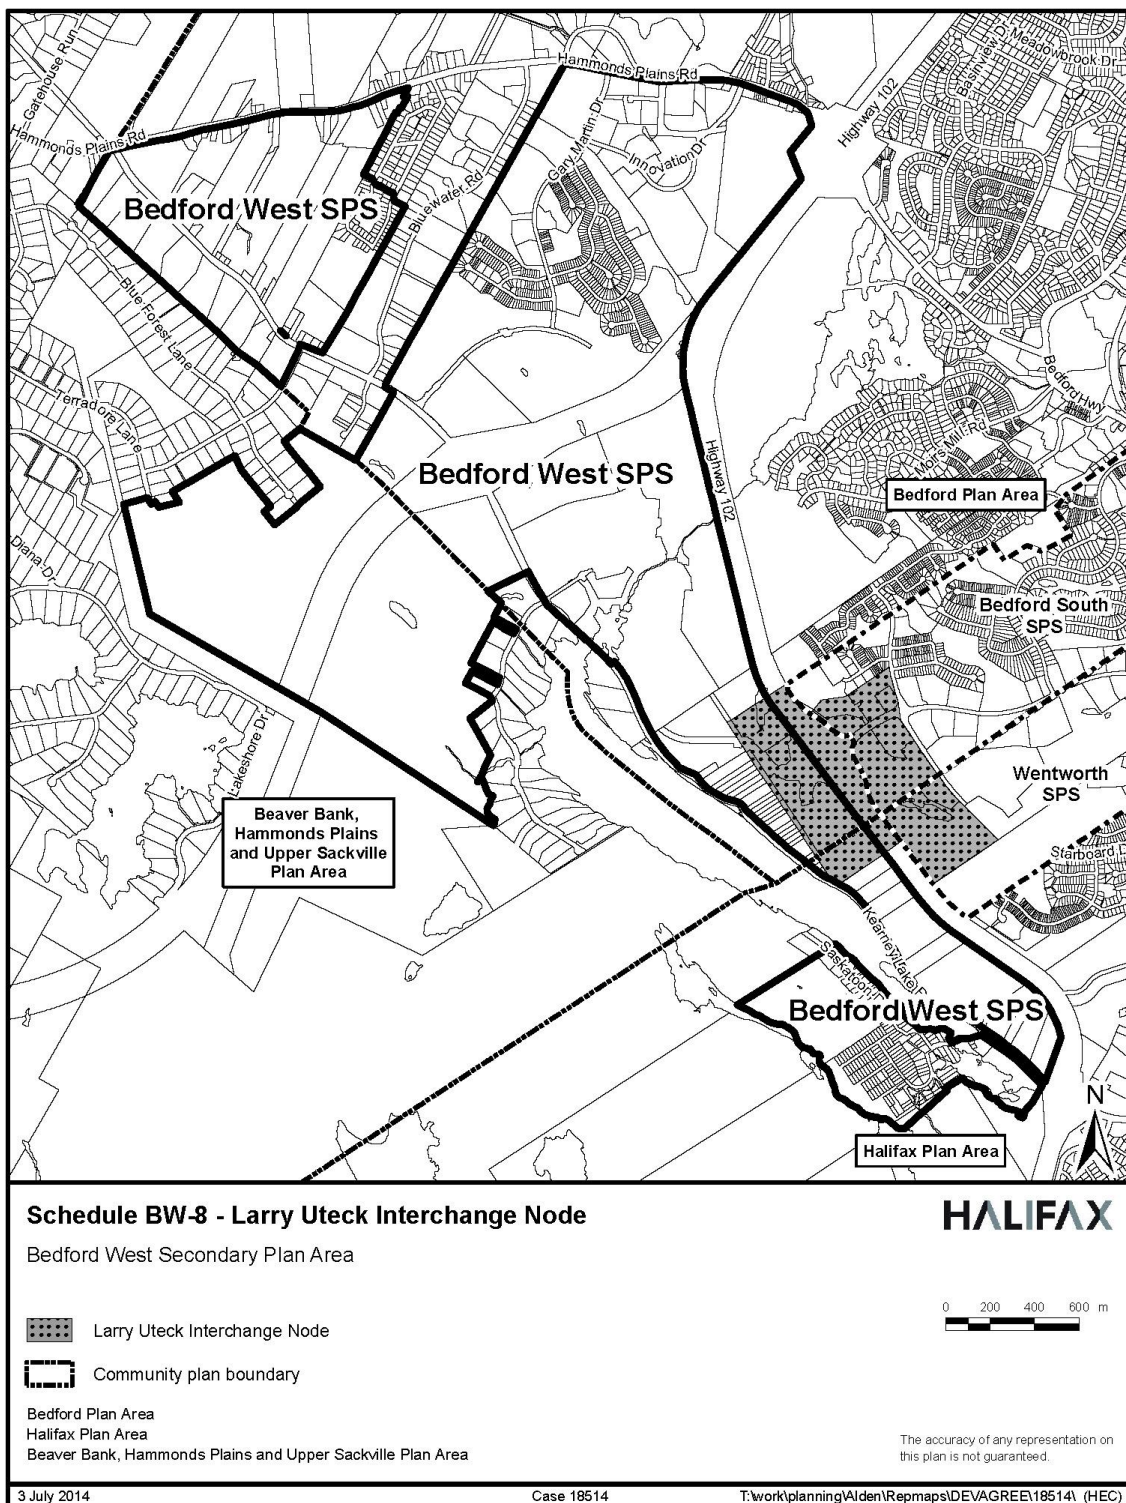 Gatehouse Run
Hammonds Plains Rd
Hammonds Plains Rd
Gary Martin Dr
Innovation Dr
Highway 102
Basinview Dr
Meadowbrook Dr
Bedford West SPS
Bluewater Rd
Blue Forest Lane
Terradore Lane
Bedford Hwy
Moirs Mill Rd
Highway 102
Bedford West SPS
Bedford Plan Area
Diana Dr
Bedford South
SPS
Lakeshore Dr
Wentworth
SPS
Beaver Bank,
Hammonds Plains
and Upper Sackville
Plan Area
Starboard D
Kearney Lake
Saskatoon
Bedford West SPS
N
Halifax Plan Area
Schedule BW-8 - Larry Uteck Interchange Node
Bedford West Secondary Plan Area
HALIFAX
0 200 400 600 m
Larry Uteck Interchange Node
Community plan boundary
Bedford Plan Area
Halifax Plan Area
Beaver Bank, Hammonds Plains and Upper Sackville Plan Area
The accuracy of any representation on
this plan is not guaranteed.
3 July 2014
Case 18514
T:\work\planning\Alden\Repmaps\DEVAGREE\18514\ (HEC)